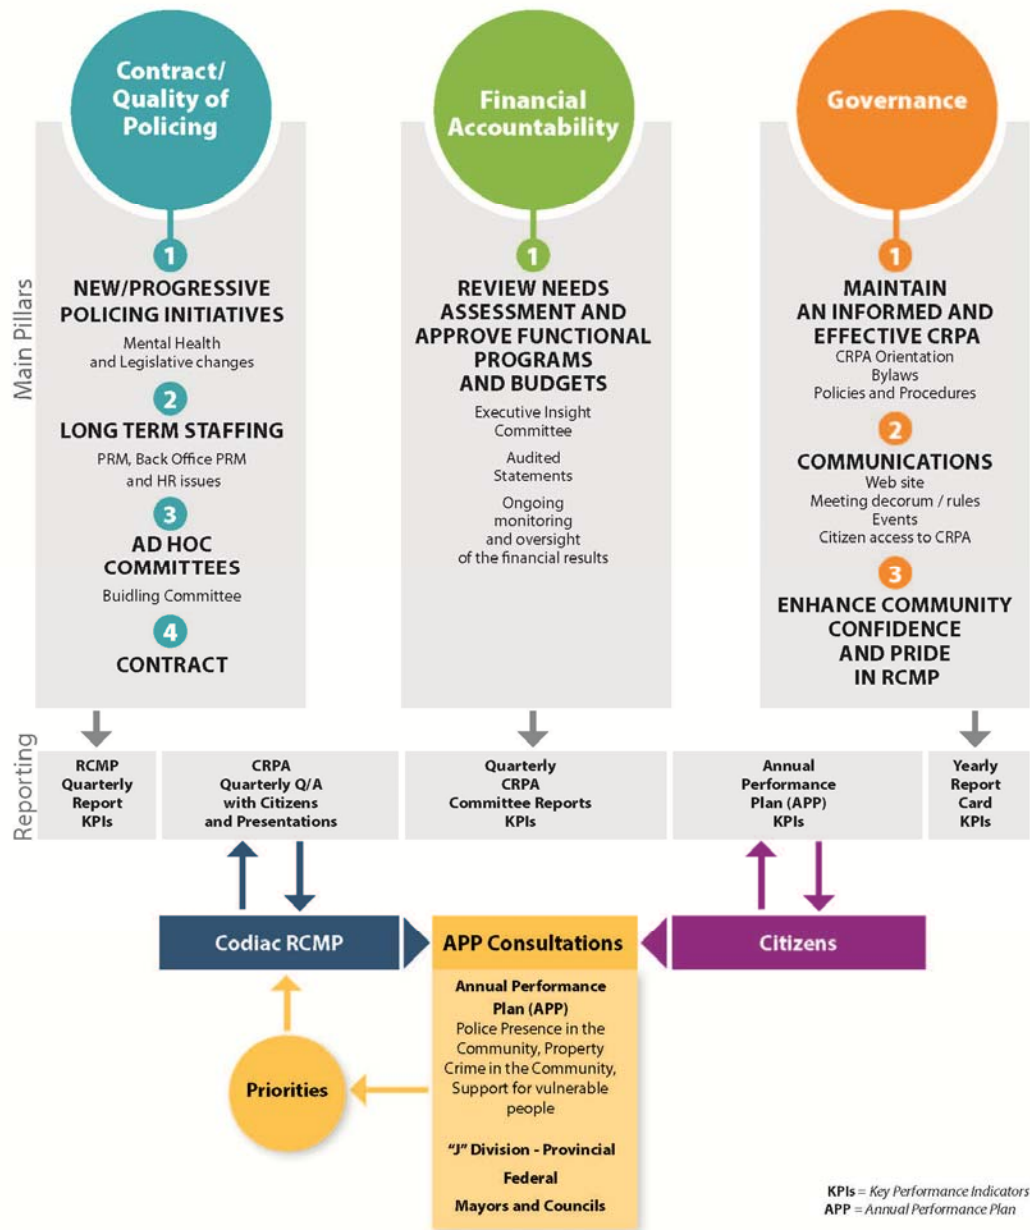 Contract/
Quality of
Policing
Financial
Accountability
Governance
Main Pillars
1
NEW/PROGRESSIVE
POLICING INITIATIVES
Mental Health
and Legislative changes
2
LONG TERM STAFFING
PRM, Back Office PRM
and HR issues
3
AD HOC
COMMITTEES
Buidling Committee
4
CONTRACT
1
REVIEW NEEDS
ASSESSMENT AND
APPROVE FUNCTIONAL
PROGRAMS
AND BUDGETS
Executive Insight
Committee
Audited
Statements
Ongoing
monitoring
and oversight
of the financial results
1
MAINTAIN
AN INFORMED AND
EFFECTIVE CRPA
CRPA Orientation
Bylaws
Policies and Procedures
2
COMMUNICATIONS
Web site
Meeting decorum / rules
Events
Citizen access to CRPA
3
ENHANCE COMMUNITY
CONFIDENCE
AND PRIDE
IN RCMP
Reporting
RCMP
Quarterly
Report
KPIs
CRPA
Quarterly Q/A
with Citizens
and Presentations
Quarterly
CRPA
Committee Reports
KPIs
Annual
Performance
Plan (APP)
KPIs
Yearly
Report
Card
KPIs
Codiac RCMP
APP Consultations
Citizens
Annual Performance
Plan (APP)
Police Presence in the
Community, Property
Crime in the Community,
Support for vulnerable
people
"J" Division - Provincial
Federal
Mayors and Councils
Priorities
KPIs = Key Performance Indicators
APP = Annual Performance Plan